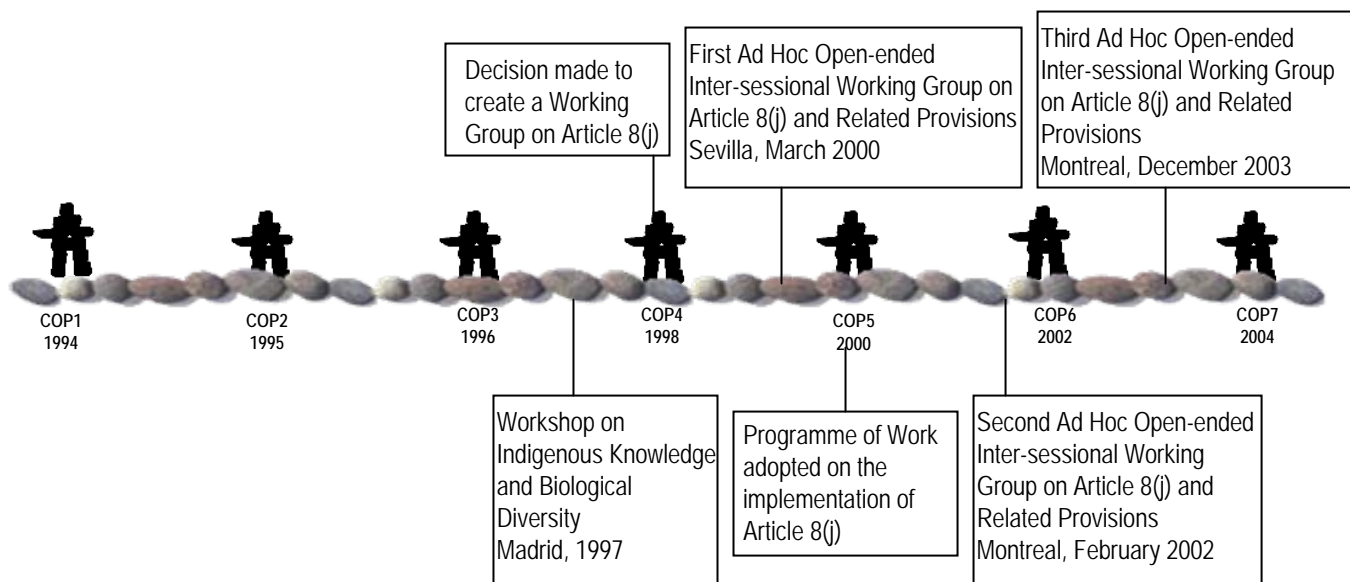 Decision made to
create a Working
Group on Article 8(j)
First Ad Hoc Open-ended
Inter-sessional Working Group on
Article 8(j) and Related Provisions
Sevilla, March 2000
Third Ad Hoc Open-ended
Inter-sessional Working Group
on Article 8(j) and Related
Provisions
Montreal, December 2003
COP1
1994
COP2
1995
COP3
1996
COP4
1998
COP5
2000
COP6
2002
COP7
2004
Workshop on
Indigenous Knowledge
and Biological
Diversity
Madrid, 1997
Programme of Work
adopted on the
implementation of
Article 8(j)
Second Ad Hoc Open-ended
Inter-sessional Working
Group on Article 8(j) and
Related Provisions
Montreal, February 2002